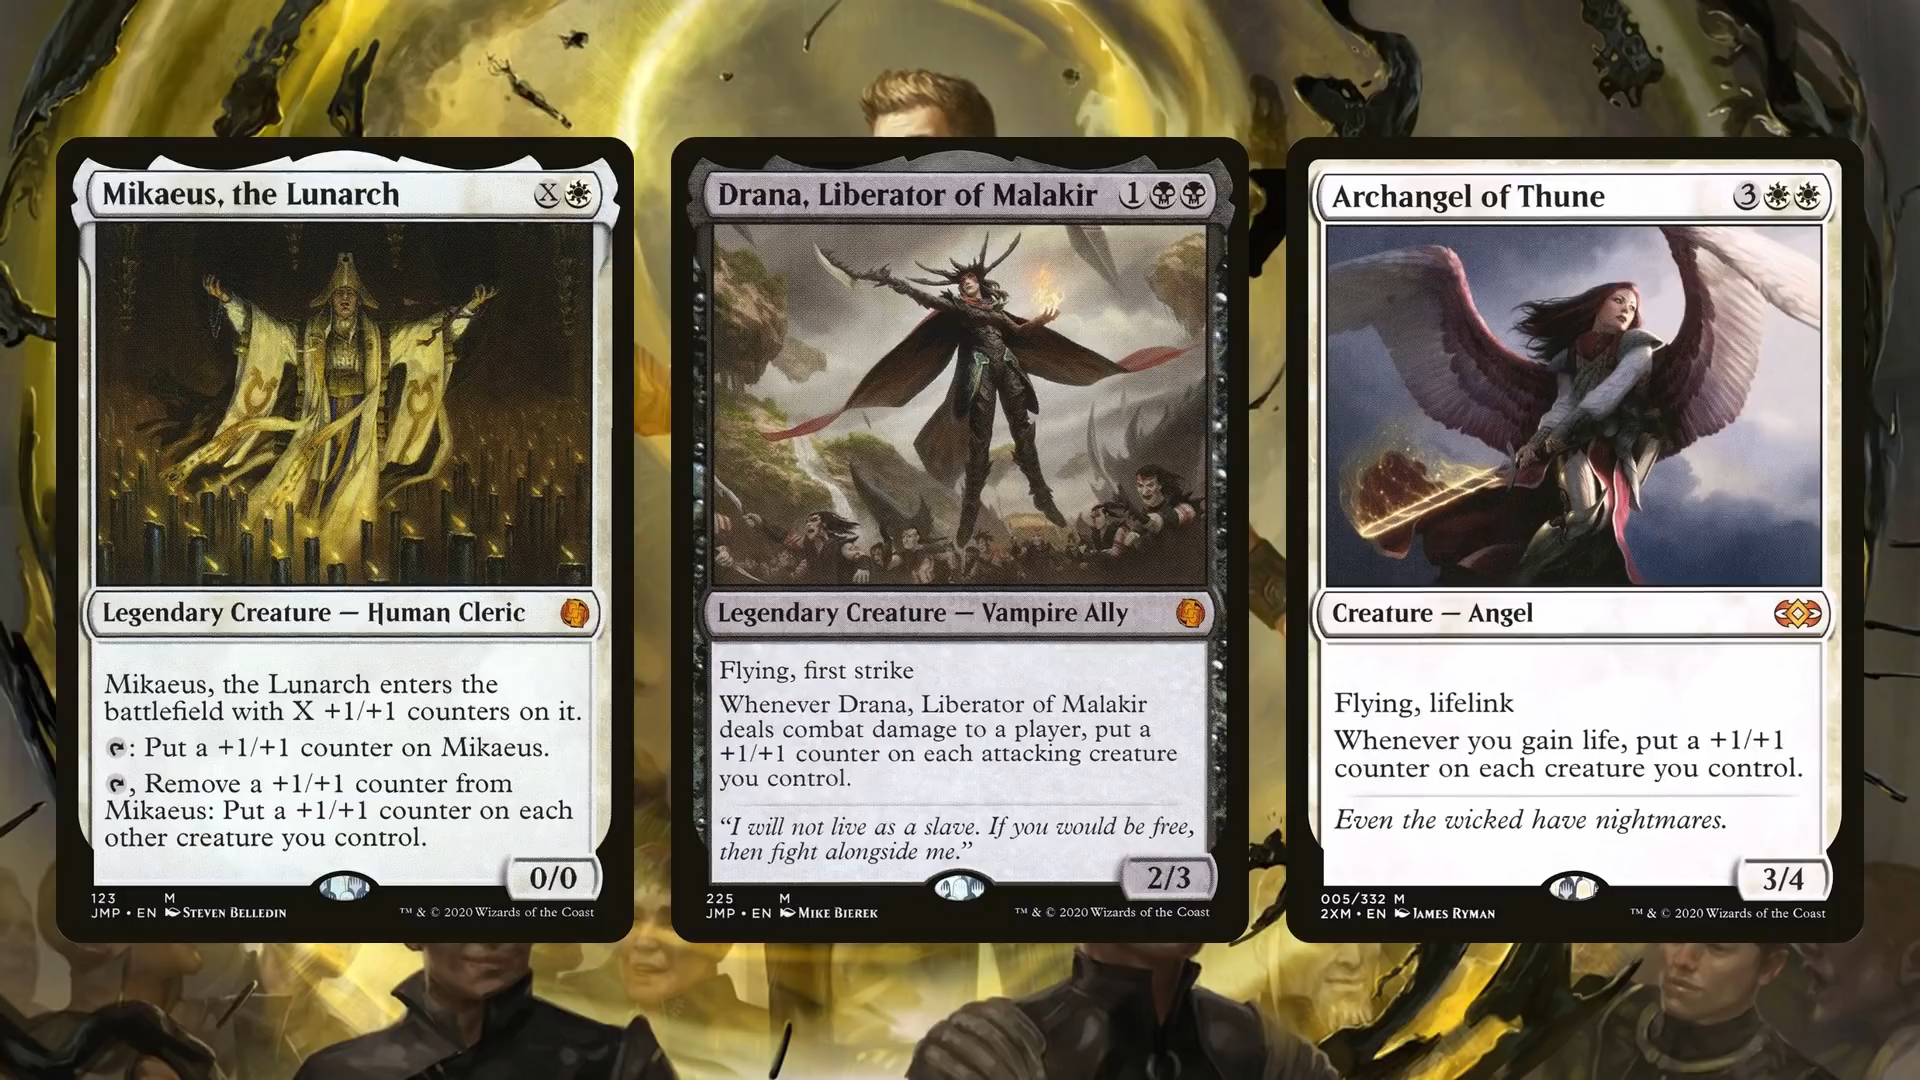 Mikaeus, the Lunarch X
Legendary Creature — Human Cleric
Mikaeus, the Lunarch enters the
battlefield with X +1/+1 counters on it.
: Put a +1/+1 counter on Mikaeus.
, Remove a +1/+1 counter from
Mikaeus: Put a +1/+1 counter on each
other creature you control.
0/0
123 M
JMP • EN STEVEN BELLEDIN ™ & © 2020 Wizards of the Coast
Drana, Liberator of Malakir 1
Legendary Creature — Vampire Ally
Flying, first strike
Whenever Drana, Liberator of Malakir
deals combat damage to a player, put a
+1/+1 counter on each attacking creature
you control.
“I will not live as a slave. If you would be free,
then fight alongside me.”
2/3
225 M
JMP • EN MIKE BIEREK ™ & © 2020 Wizards of the Coast
Archangel of Thune 3
Creature — Angel
Flying, lifelink
Whenever you gain life, put a +1/+1
counter on each creature you control.
Even the wicked have nightmares.
3/4
005/332 M
2XM • EN JAMES RYMAN ™ & © 2020 Wizards of the Coast